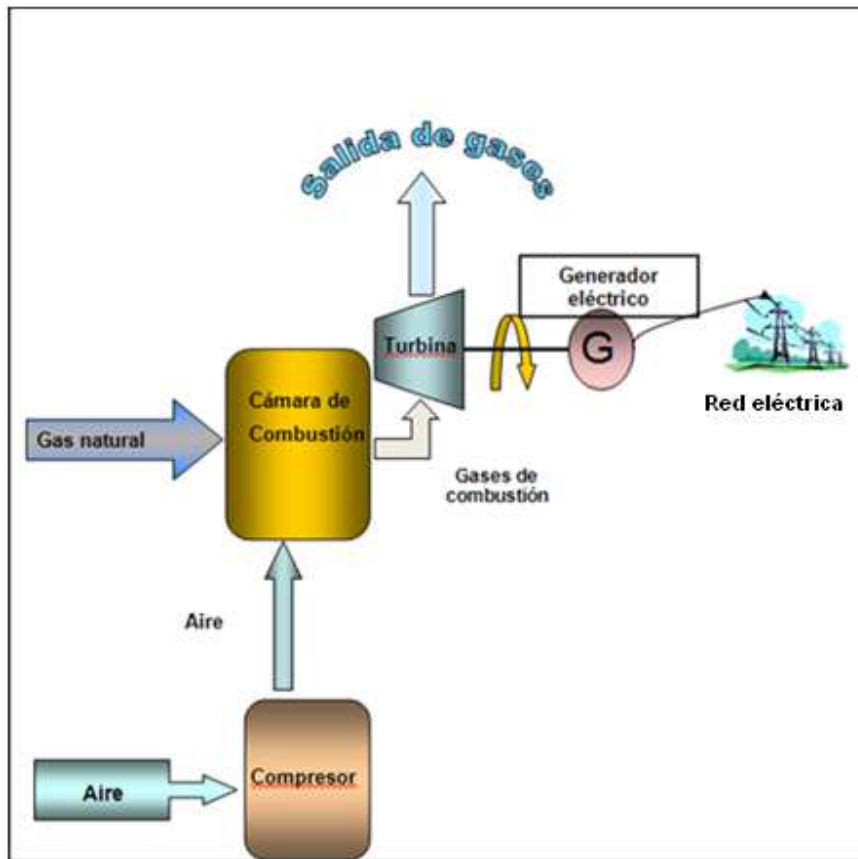 Salida de gases
Generador
eléctrico
Turbina
G
Cámara de
Combustión
Gas natural
Red eléctrica
Gases de
combustión
Aire
Compresor
Aire